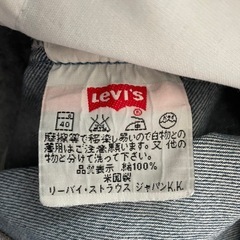 Levi's
40
摩擦等で移染し易いので白物との
着用はご注意願います。又、他の
物と分けて洗って下さい。
品質表示 綿100%
米国製
リーバイ・ストラウス ジャパンK.K.